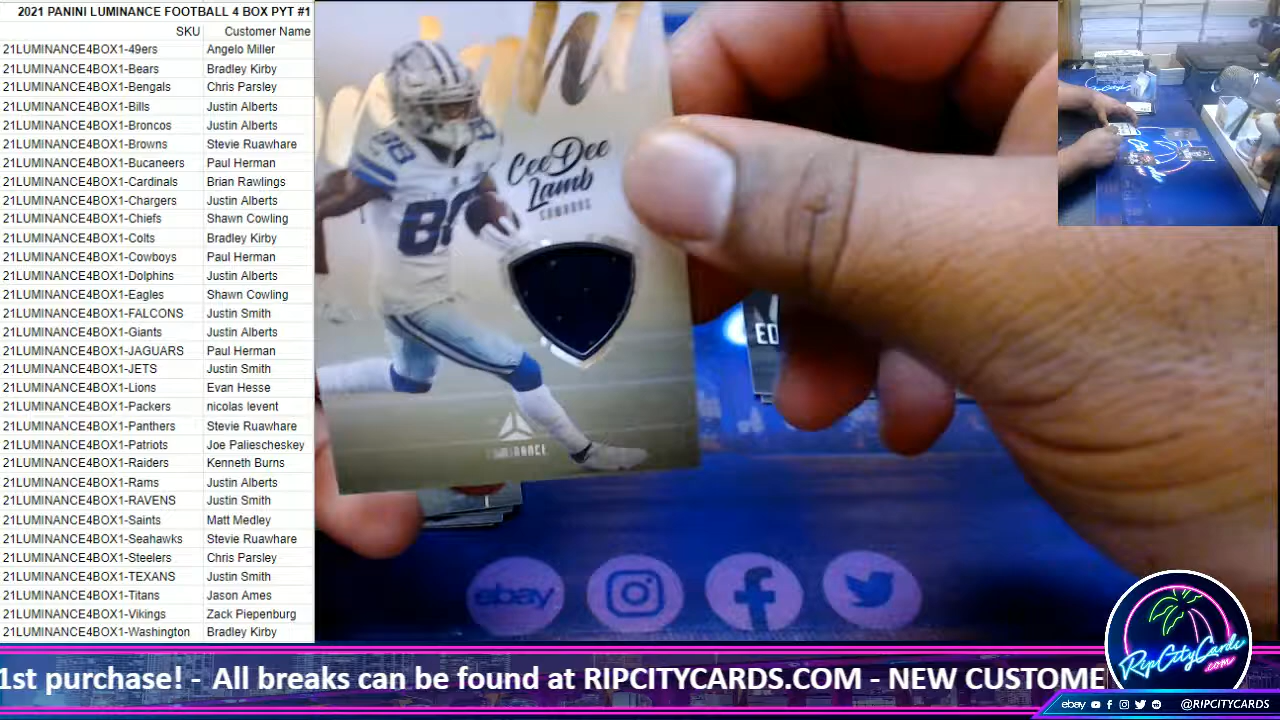 2021 PANINI LUMINANCE FOOTBALL 4 BOX PYT #1
SKU Customer Name
21LUMINANCE4BOX1-49ers Angelo Miller
21LUMINANCE4BOX1-Bears Bradley Kirby
21LUMINANCE4BOX1-Bengals Chris Parsley
21LUMINANCE4BOX1-Bills Justin Alberts
21LUMINANCE4BOX1-Broncos Justin Alberts
21LUMINANCE4BOX1-Browns Stevie Ruawhare
21LUMINANCE4BOX1-Bucaneers Paul Herman
21LUMINANCE4BOX1-Cardinals Brian Rawlings
21LUMINANCE4BOX1-Chargers Justin Alberts
21LUMINANCE4BOX1-Chiefs Shawn Cowling
21LUMINANCE4BOX1-Colts Bradley Kirby
21LUMINANCE4BOX1-Cowboys Paul Herman
21LUMINANCE4BOX1-Dolphins Justin Alberts
21LUMINANCE4BOX1-Eagles Shawn Cowling
21LUMINANCE4BOX1-FALCONS Justin Smith
21LUMINANCE4BOX1-Giants Justin Alberts
21LUMINANCE4BOX1-JAGUARS Paul Herman
21LUMINANCE4BOX1-JETS Justin Smith
21LUMINANCE4BOX1-Lions Evan Hesse
21LUMINANCE4BOX1-Packers nicolas levent
21LUMINANCE4BOX1-Panthers Stevie Ruawhare
21LUMINANCE4BOX1-Patriots Joe Paliescheskey
21LUMINANCE4BOX1-Raiders Kenneth Burns
21LUMINANCE4BOX1-Rams Justin Alberts
21LUMINANCE4BOX1-RAVENS Justin Smith
21LUMINANCE4BOX1-Saints Matt Medley
21LUMINANCE4BOX1-Seahawks Stevie Ruawhare
21LUMINANCE4BOX1-Steelers Chris Parsley
21LUMINANCE4BOX1-TEXANS Justin Smith
21LUMINANCE4BOX1-Titans Jason Ames
21LUMINANCE4BOX1-Vikings Zack Piepenburg
21LUMINANCE4BOX1-Washington Bradley Kirby
CeeDee
Lamb
COWBOYS
88
LUMINANCE
ED
ebay
RipCityCards
.com
1st purchase! - All breaks can be found at RIPCITYCARDS.COM - NEW CUSTOME
ebay @RIPCITYCARDS